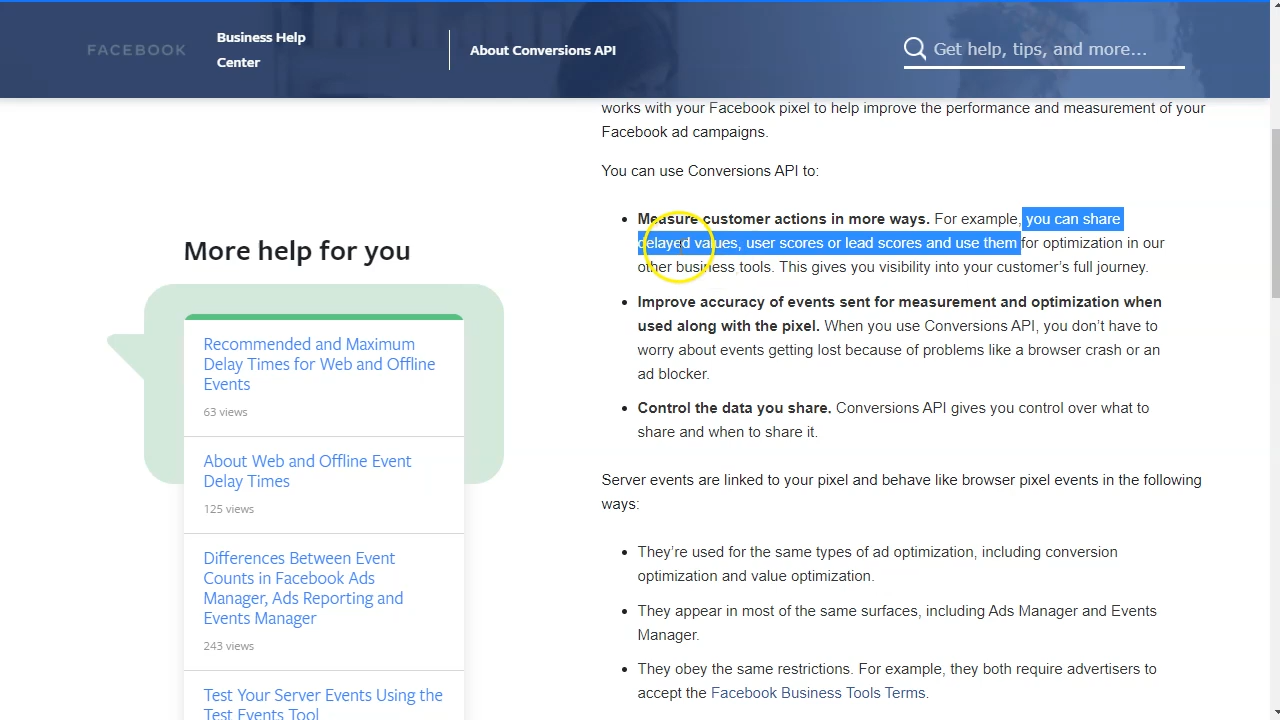 FACEBOOK
Business Help
Center
About Conversions API
Get help, tips, and more...
works with your Facebook pixel to help improve the performance and measurement of your
Facebook ad campaigns.
You can use Conversions API to:
• Measure customer actions in more ways. For example, you can share
delayed values, user scores or lead scores and use them for optimization in our
other business tools. This gives you visibility into your customer’s full journey.
• Improve accuracy of events sent for measurement and optimization when
used along with the pixel. When you use Conversions API, you don’t have to
worry about events getting lost because of problems like a browser crash or an
ad blocker.
• Control the data you share. Conversions API gives you control over what to
share and when to share it.
Server events are linked to your pixel and behave like browser pixel events in the following
ways:
• They’re used for the same types of ad optimization, including conversion
optimization and value optimization.
• They appear in most of the same surfaces, including Ads Manager and Events
Manager.
• They obey the same restrictions. For example, they both require advertisers to
accept the Facebook Business Tools Terms.
More help for you
Recommended and Maximum
Delay Times for Web and Offline
Events
63 views
About Web and Offline Event
Delay Times
125 views
Differences Between Event
Counts in Facebook Ads
Manager, Ads Reporting and
Events Manager
243 views
Test Your Server Events Using the
Test Events Tool